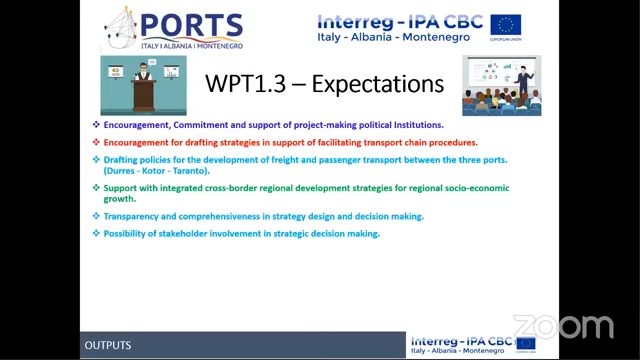 PORTS
ITALY I ALBANIA I MONTENEGRO
Interreg - IPA CBC
Italy - Albania - Montenegro
EUROPEAN UNION
WPT1.3 – Expectations
Encouragement, Commitment and support of project-making political Institutions.
Encouragement for drafting strategies in support of facilitating transport chain procedures.
Drafting policies for the development of freight and passenger transport between the three ports.
(Durres - Kotor - Taranto).
Support with integrated cross-border regional development strategies for regional socio-economic
growth.
Transparency and comprehensiveness in strategy design and decision making.
Possibility of stakeholder involvement in strategic decision making.
zoom
OUTPUTS
Interreg - IPA CBC
Italy - Albania - Montenegro